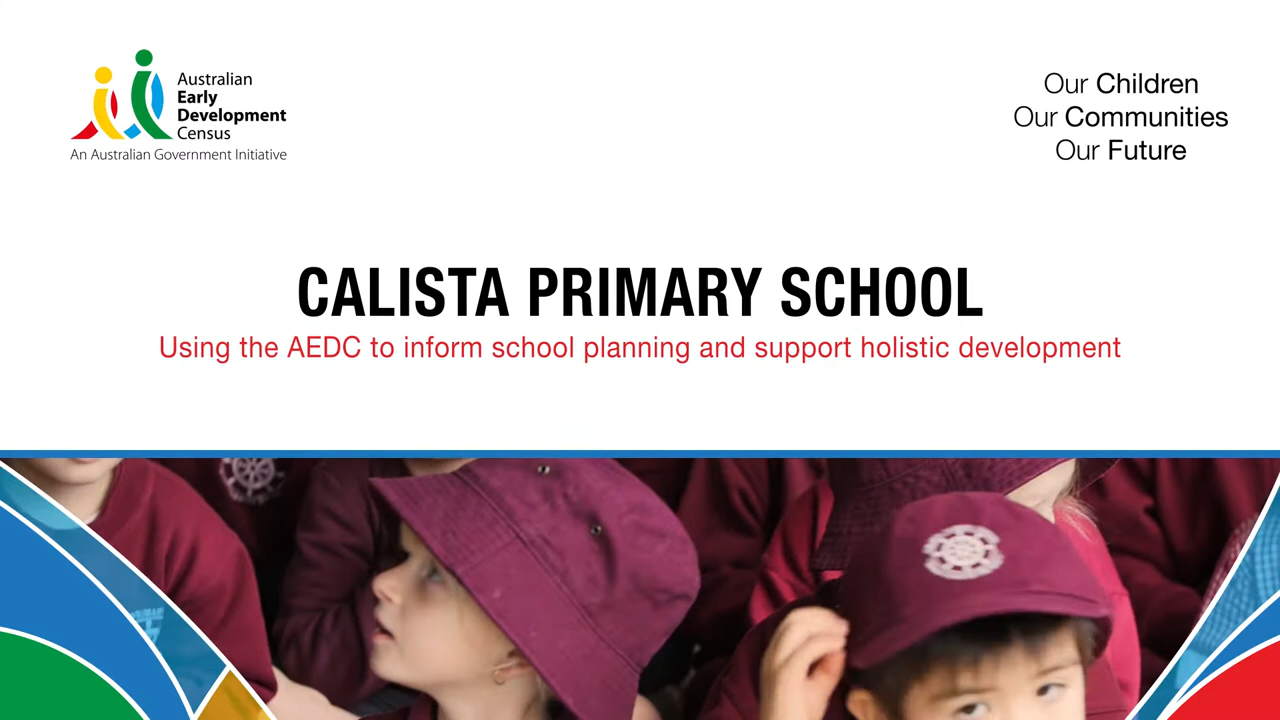 Australian
Early
Development
Census
An Australian Government Initiative
Our Children
Our Communities
Our Future
CALISTA PRIMARY SCHOOL
Using the AEDC to inform school planning and support holistic development